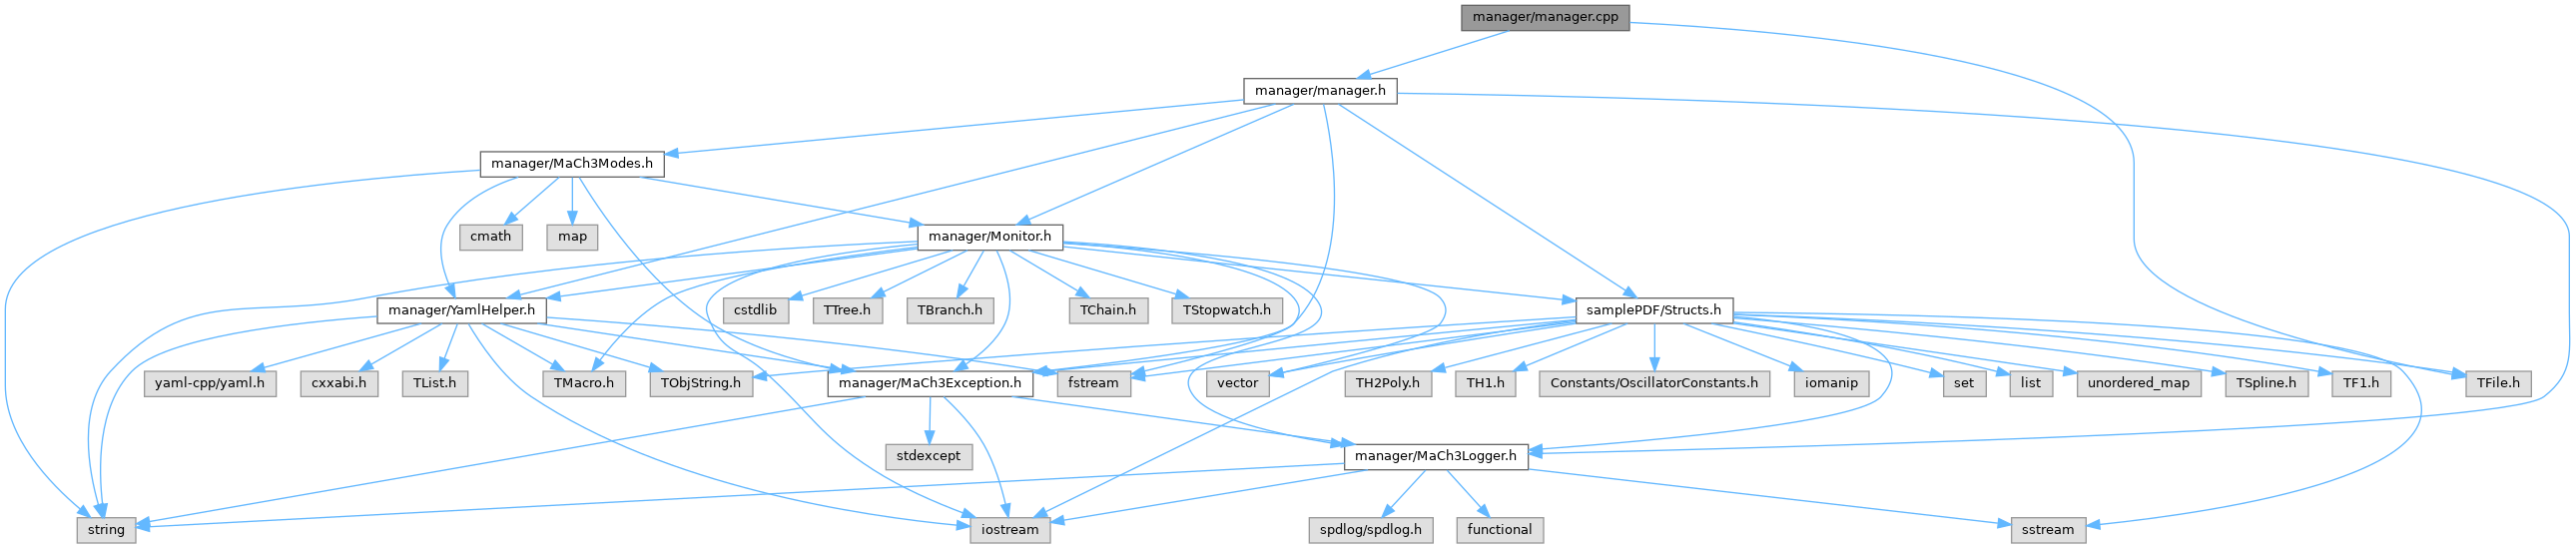 manager/manager.cpp
manager/manager.h
manager/MaCh3Modes.h
cmath
map
manager/Monitor.h
manager/YamlHelper.h
cstdlib
TTree.h
TBranch.h
TChain.h
TStopwatch.h
samplePDF/Structs.h
yaml-cpp/yaml.h
cxxabi.h
TList.h
TMacro.h
TObjString.h
manager/MaCh3Exception.h
fstream
vector
TH2Poly.h
TH1.h
Constants/OscillatorConstants.h
iomanip
set
list
unordered_map
TSpline.h
TF1.h
TFile.h
stdexcept
manager/MaCh3Logger.h
string
iostream
spdlog/spdlog.h
functional
sstream